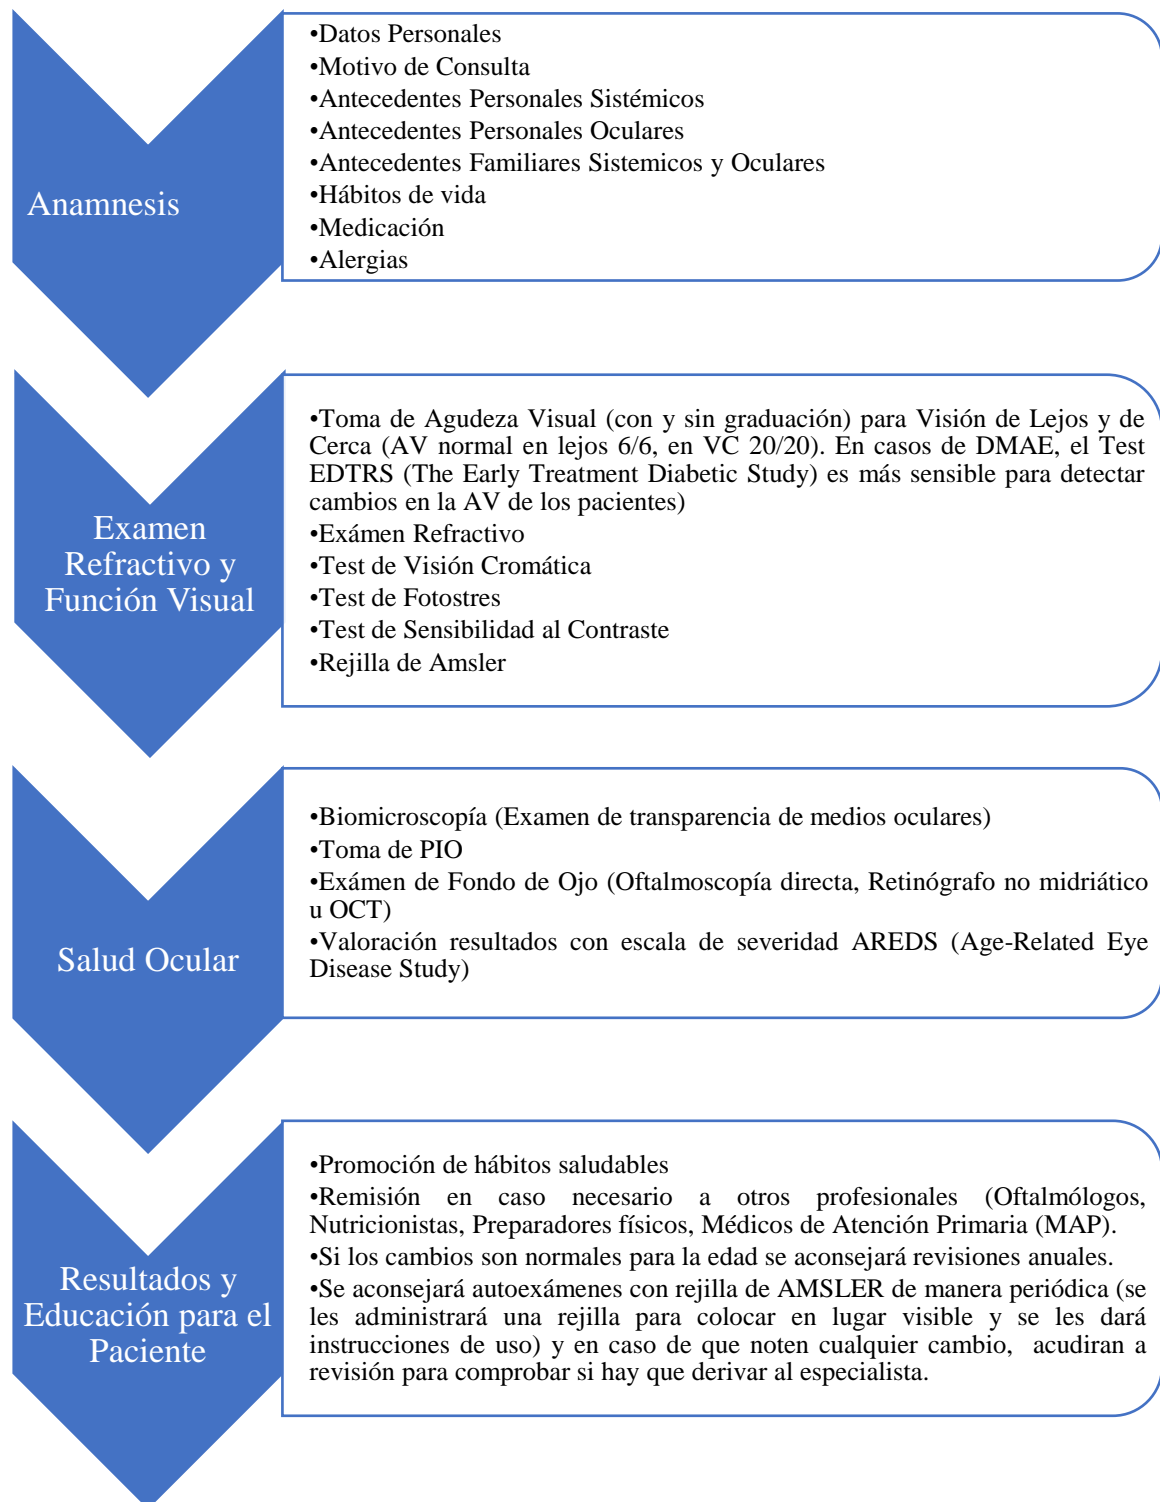 Anamnesis
•Datos Personales
•Motivo de Consulta
•Antecedentes Personales Sistémicos
•Antecedentes Personales Oculares
•Antecedentes Familiares Sistemicos y Oculares
•Hábitos de vida
•Medicación
•Alergias
Examen
Refractivo y
Función Visual
•Toma de Agudeza Visual (con y sin graduación) para Visión de Lejos y de
Cerca (AV normal en lejos 6/6, en VC 20/20). En casos de DMAE, el Test
EDTRS (The Early Treatment Diabetic Study) es más sensible para detectar
cambios en la AV de los pacientes)
•Exámen Refractivo
•Test de Visión Cromática
•Test de Fotostres
•Test de Sensibilidad al Contraste
•Rejilla de Amsler
Salud Ocular
•Biomicroscopía (Examen de transparencia de medios oculares)
•Toma de PIO
•Exámen de Fondo de Ojo (Oftalmoscopía directa, Retinógrafo no midriático
u OCT)
•Valoración resultados con escala de severidad AREDS (Age-Related Eye
Disease Study)
Resultados y
Educación para el
Paciente
•Promoción de hábitos saludables
•Remisión en caso necesario a otros profesionales (Oftalmólogos,
Nutricionistas, Preparadores físicos, Médicos de Atención Primaria (MAP).
•Si los cambios son normales para la edad se aconsejará revisiones anuales.
•Se aconsejará autoexámenes con rejilla de AMSLER de manera periódica (se
les administrará una rejilla para colocar en lugar visible y se les dará
instrucciones de uso) y en caso de que noten cualquier cambio, acudiran a
revisión para comprobar si hay que derivar al especialista.